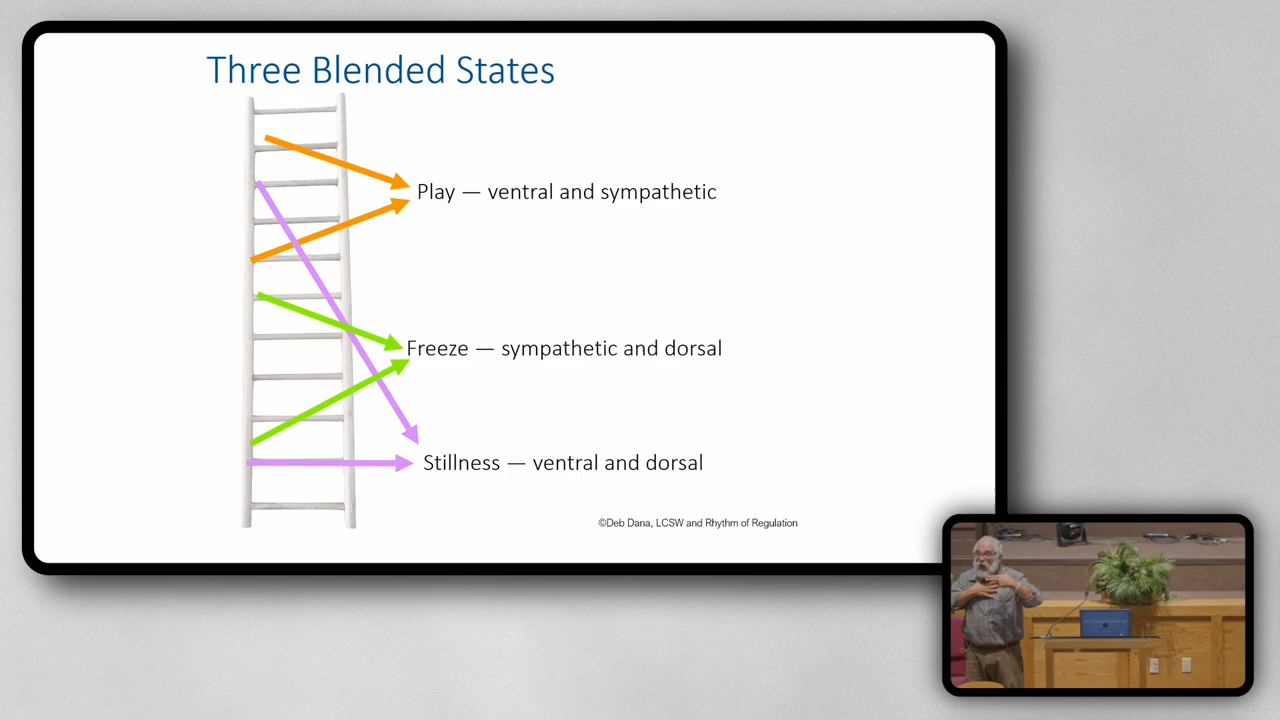 Three Blended States
Play — ventral and sympathetic
Freeze — sympathetic and dorsal
Stillness — ventral and dorsal
©Deb Dana, LCSW and Rhythm of Regulation